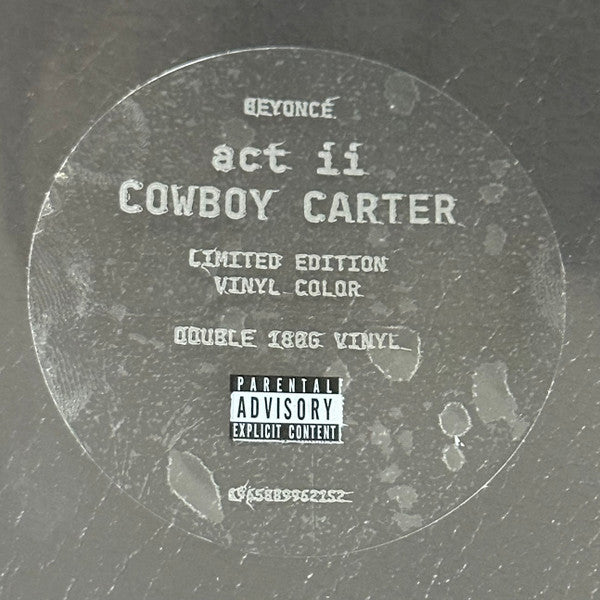 BEYONCÉ
act ii
COWBOY CARTER
LIMITED EDITION
VINYL COLOR
DOUBLE 180G VINYL
PARENTAL
ADVISORY
EXPLICIT CONTENT